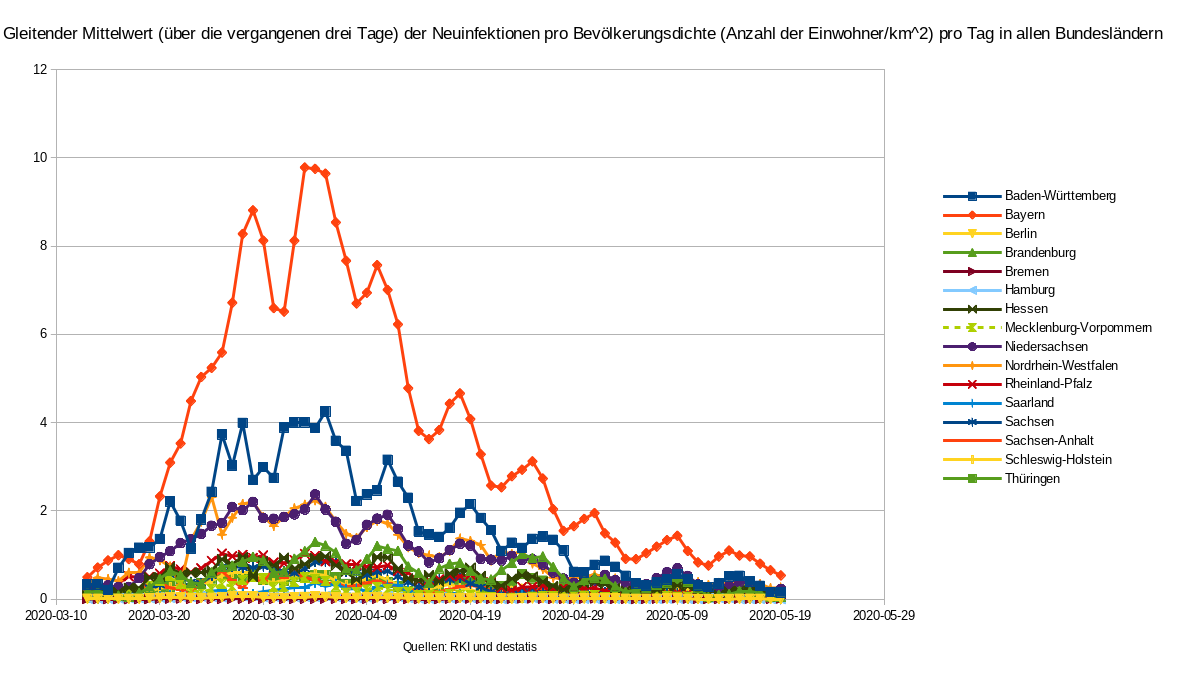 Gleitender Mittelwert (über die vergangenen drei Tage) der Neuinfektionen pro Bevölkerungsdichte (Anzahl der Einwohner/km^2) pro Tag in allen Bundesländern
12
10
8
6
4
2
0
2020-03-10 2020-03-20 2020-03-30 2020-04-09 2020-04-19 2020-04-29 2020-05-09 2020-05-19 2020-05-29
Quellen: RKI und destatis
Baden-Württemberg
Bayern
Berlin
Brandenburg
Bremen
Hamburg
Hessen
Mecklenburg-Vorpommern
Niedersachsen
Nordrhein-Westfalen
Rheinland-Pfalz
Saarland
Sachsen
Sachsen-Anhalt
Schleswig-Holstein
Thüringen